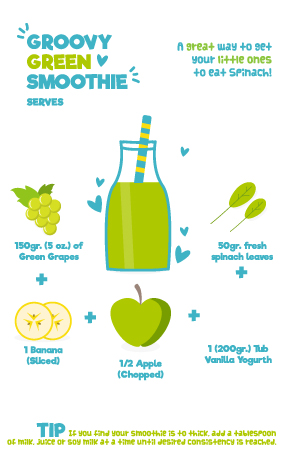 GROOVY
GREEN
SMOOTHIE
SERVES
A great way to get
your little ones
to eat Spinach!
150gr. (5 oz.) of
Green Grapes
50gr. fresh
spinach leaves
1 Banana
(Sliced)
1/2 Apple
(Chopped)
1 (200gr.) Tub
Vanilla Yogurth
TIP If you find your smoothie is to thick, add a tablespoon
of milk, juice or soy milk at a time until desired consistency is reached.